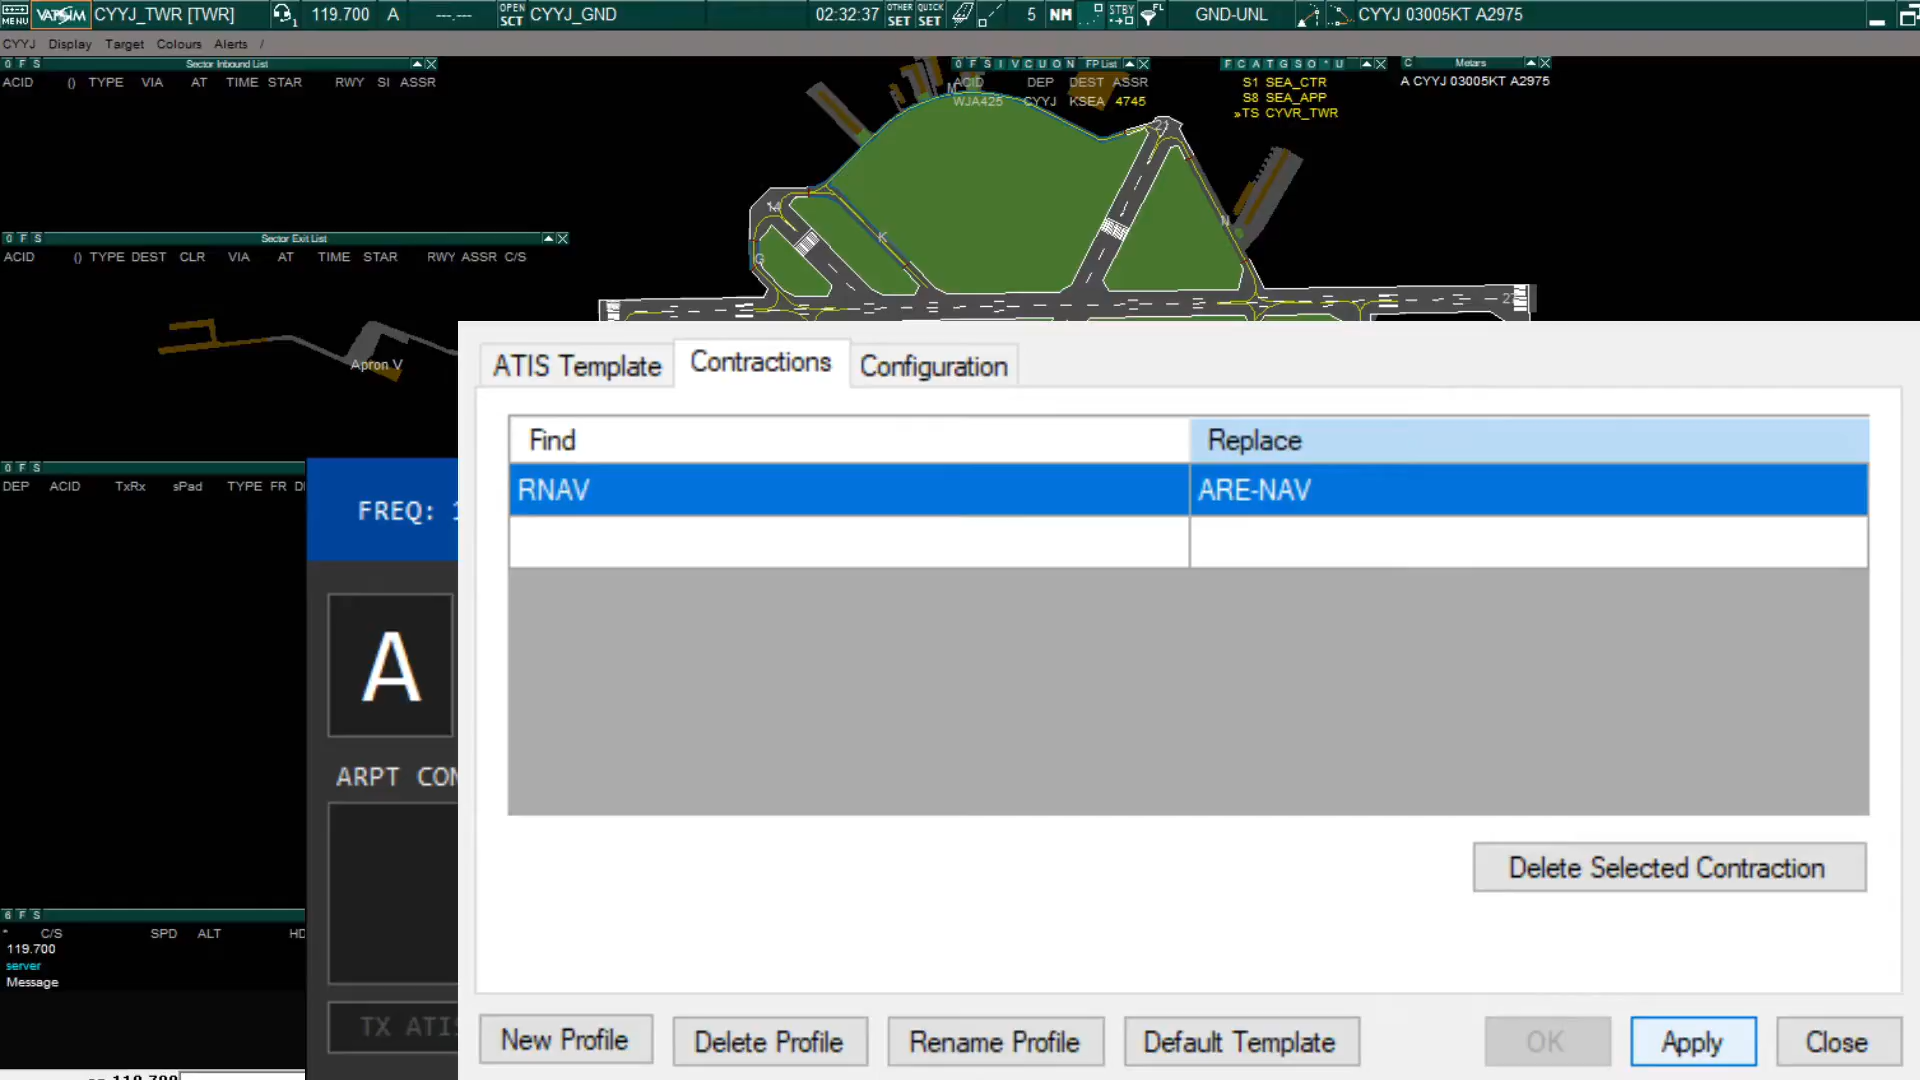 MENU VATSIM CYYJ_TWR [TWR] 1 119.700 A ---.--- OPEN SCT CYYJ_GND 02:32:37 OTHER SET QUICK SET 5 NM STBY FL GND-UNL CYYJ 03005KT A2975
CYYJ Display Target Colours Alerts /
O F S Sector Inbound List
ACID () TYPE VIA AT TIME STAR RWY SI ASSR
O F S I V C U O N FP List
ACID DEP DEST ASSR
WJA425 CYYJ KSEA 4745
F C A T G S O * U
S1 SEA_CTR
S8 SEA_APP
»TS CYVR_TWR
C Metars
A CYYJ 03005KT A2975
M
21
14
K
N
G
O F S Sector Exit List
ACID () TYPE DEST CLR VIA AT TIME STAR RWY ASSR C/S
Apron V
O F S
DEP ACID TxRx sPad TYPE FR
FREQ:
A
ARPT
TX ATIS
6 F S
* C/S SPD ALT
119.700
server
Message
ATIS Template Contractions Configuration
Find Replace
RNAV ARE-NAV
Delete Selected Contraction
New Profile Delete Profile Rename Profile Default Template OK Apply Close